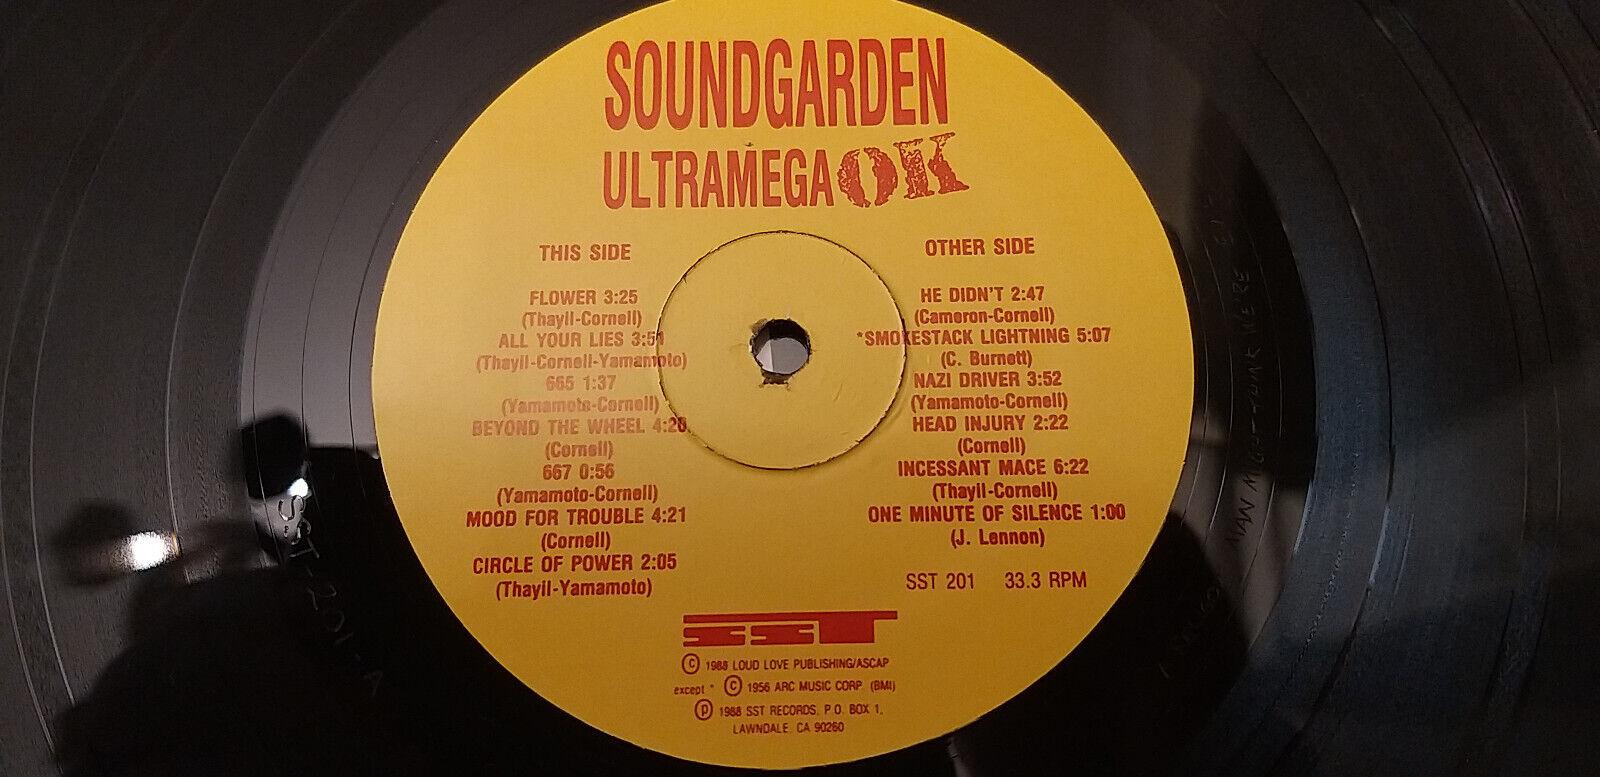 SOUNDGARDEN
ULTRAMEGA OK
THIS SIDE
FLOWER 3:25
(Thayil-Cornell)
ALL YOUR LIES 3:51
(Thayil-Cornell-Yamamoto)
665 1:37
(Yamamoto-Cornell)
BEYOND THE WHEEL 4:20
(Cornell)
667 0:56
(Yamamoto-Cornell)
MOOD FOR TROUBLE 4:21
(Cornell)
CIRCLE OF POWER 2:05
(Thayil-Yamamoto)
OTHER SIDE
HE DIDN'T 2:47
(Cameron-Cornell)
*SMOKESTACK LIGHTNING 5:07
(C. Burnett)
NAZI DRIVER 3:52
(Yamamoto-Cornell)
HEAD INJURY 2:22
(Cornell)
INCESSANT MACE 6:22
(Thayil-Cornell)
ONE MINUTE OF SILENCE 1:00
(J. Lennon)
SST 201 33.3 RPM
SST
© 1988 LOUD LOVE PUBLISHING/ASCAP
except * © 1956 ARC MUSIC CORP. (BMI)
℗ 1988 SST RECORDS, P.O. BOX 1,
LAWNDALE, CA 90260
SST-201-A
MAN MIGHT THINK WE'RE